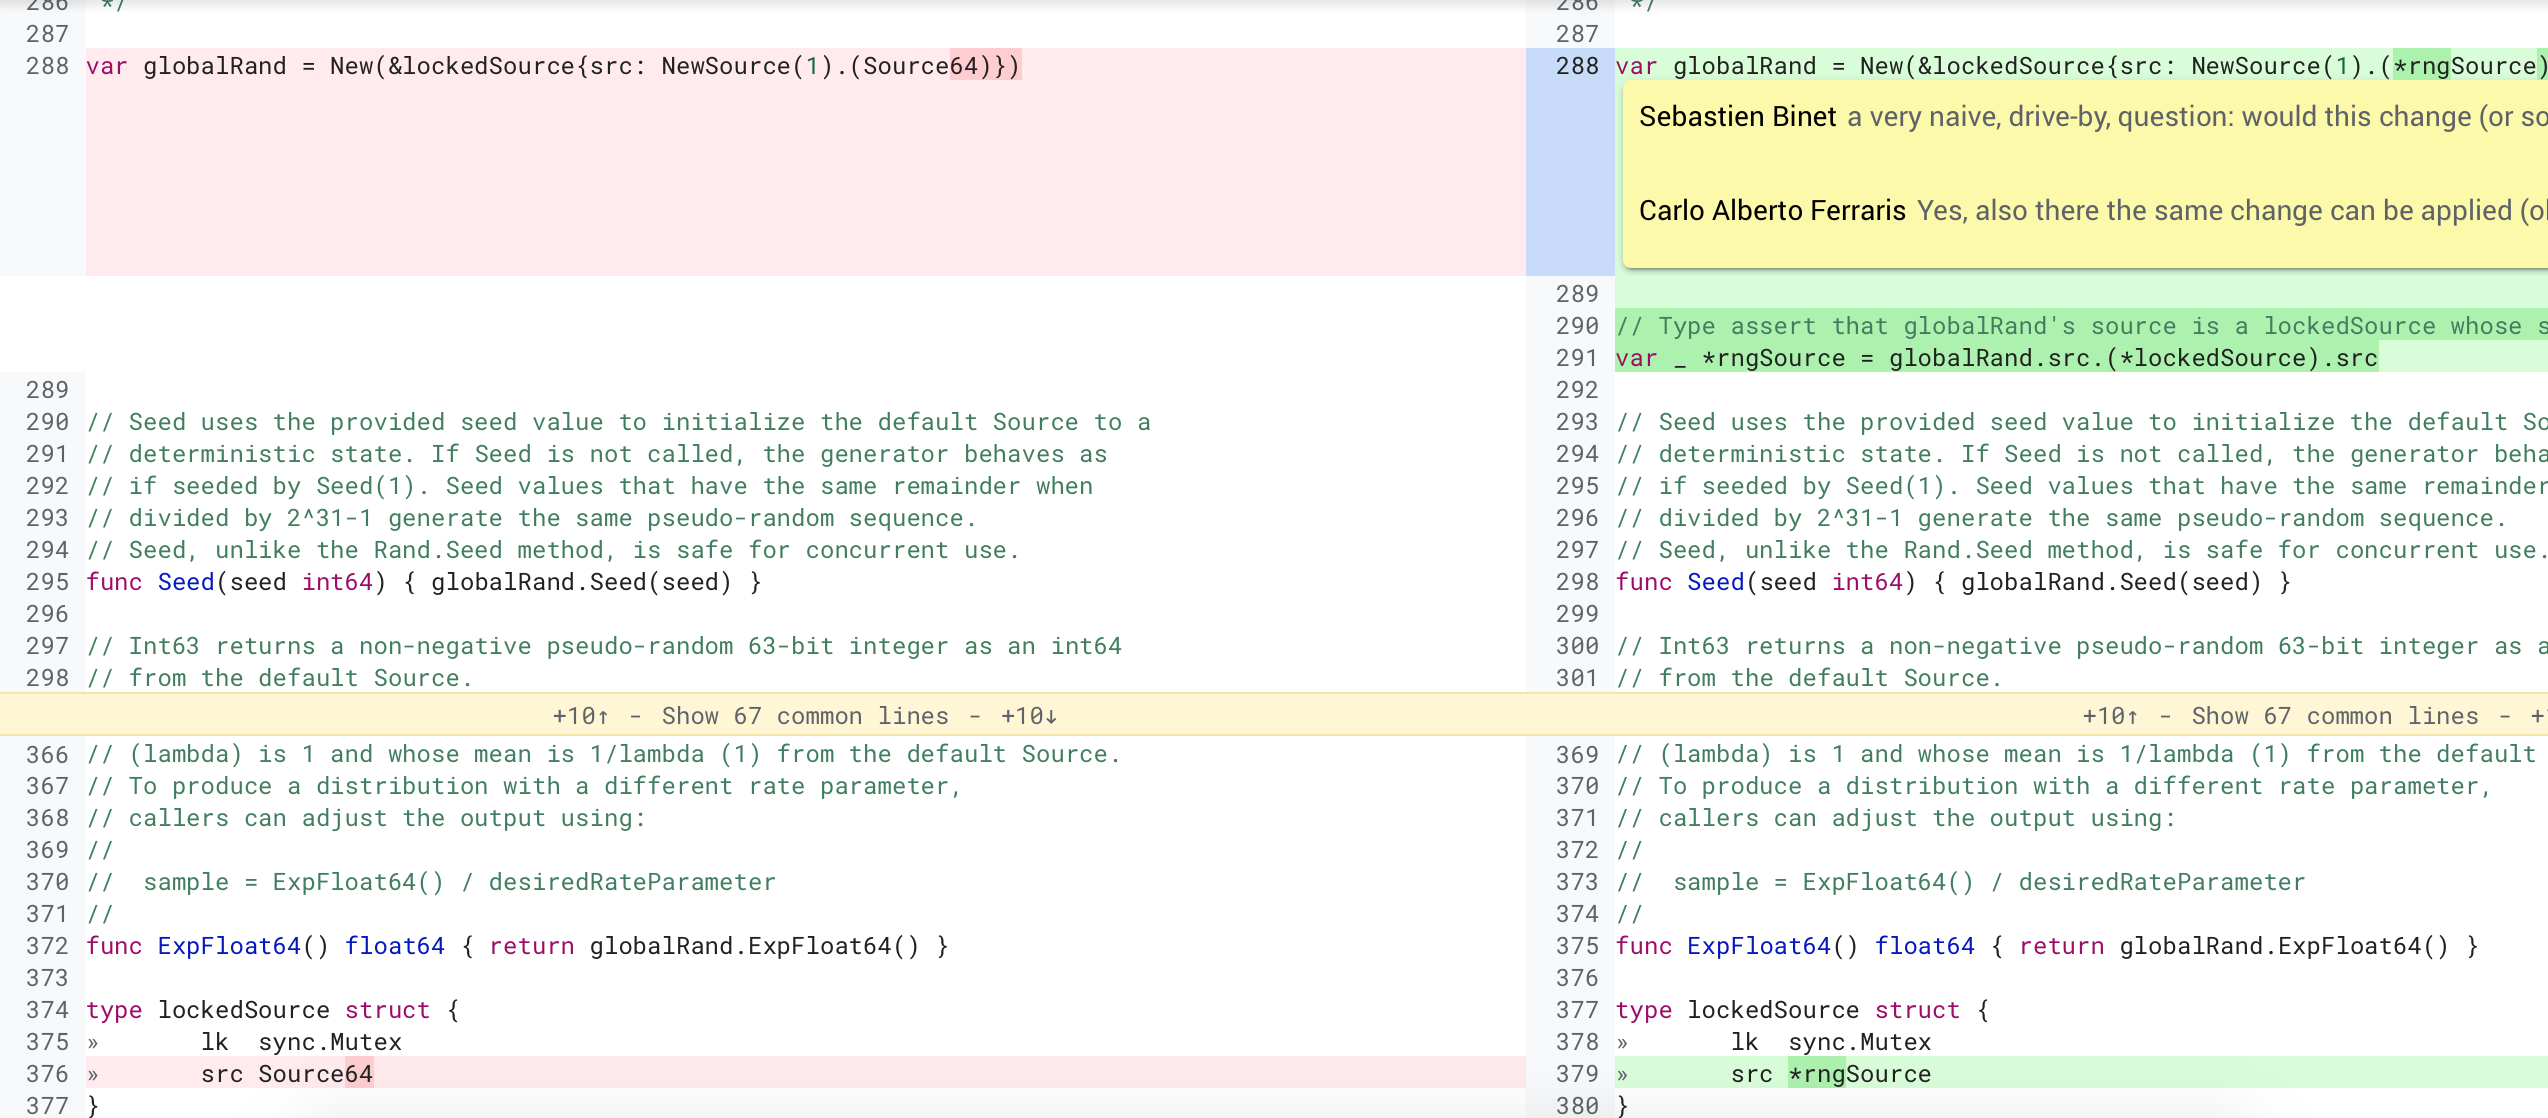 286 */
287
288 var globalRand = New(&lockedSource{src: NewSource(1).(Source64)})
289
290 // Seed uses the provided seed value to initialize the default Source to a
291 // deterministic state. If Seed is not called, the generator behaves as
292 // if seeded by Seed(1). Seed values that have the same remainder when
293 // divided by 2^31-1 generate the same pseudo-random sequence.
294 // Seed, unlike the Rand.Seed method, is safe for concurrent use.
295 func Seed(seed int64) { globalRand.Seed(seed) }
296
297 // Int63 returns a non-negative pseudo-random 63-bit integer as an int64
298 // from the default Source.
+10↑ - Show 67 common lines - +10↓
366 // (lambda) is 1 and whose mean is 1/lambda (1) from the default Source.
367 // To produce a distribution with a different rate parameter,
368 // callers can adjust the output using:
369 //
370 //  sample = ExpFloat64() / desiredRateParameter
371 //
372 func ExpFloat64() float64 { return globalRand.ExpFloat64() }
373
374 type lockedSource struct {
375 »       lk  sync.Mutex
376 »       src Source64
377 }
286 */
287
288 var globalRand = New(&lockedSource{src: NewSource(1).(*rngSource)
Sebastien Binet a very naive, drive-by, question: would this change (or so
Carlo Alberto Ferraris Yes, also there the same change can be applied
289
290 // Type assert that globalRand's source is a lockedSource whose s
291 var _ *rngSource = globalRand.src.(*lockedSource).src
292
293 // Seed uses the provided seed value to initialize the default So
294 // deterministic state. If Seed is not called, the generator beha
295 // if seeded by Seed(1). Seed values that have the same remainder
296 // divided by 2^31-1 generate the same pseudo-random sequence.
297 // Seed, unlike the Rand.Seed method, is safe for concurrent use.
298 func Seed(seed int64) { globalRand.Seed(seed) }
299
300 // Int63 returns a non-negative pseudo-random 63-bit integer as a
301 // from the default Source.
+10↑ - Show 67 common lines - +
369 // (lambda) is 1 and whose mean is 1/lambda (1) from the default
370 // To produce a distribution with a different rate parameter,
371 // callers can adjust the output using:
372 //
373 //  sample = ExpFloat64() / desiredRateParameter
374 //
375 func ExpFloat64() float64 { return globalRand.ExpFloat64() }
376
377 type lockedSource struct {
378 »       lk  sync.Mutex
379 »       src *rngSource
380 }